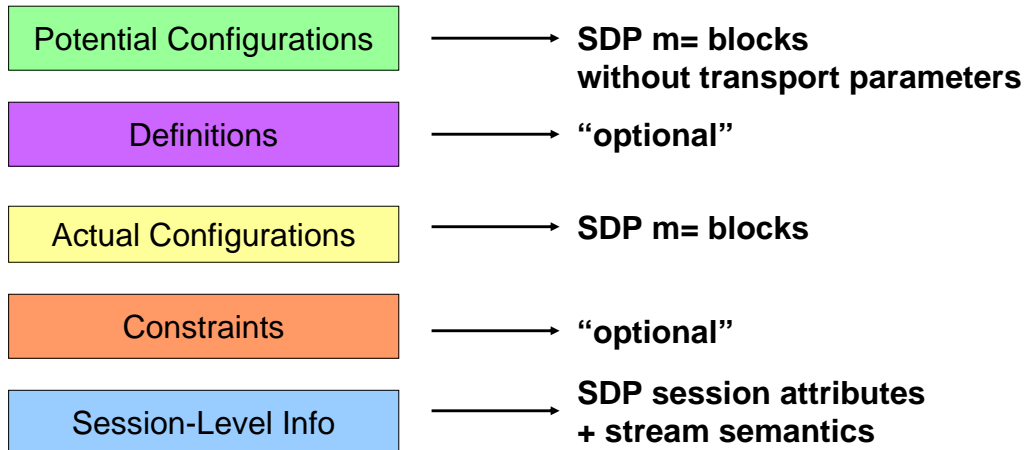 Potential Configurations
SDP m= blocks
without transport parameters
Definitions
“optional”
Actual Configurations
SDP m= blocks
Constraints
“optional”
Session-Level Info
SDP session attributes
+ stream semantics